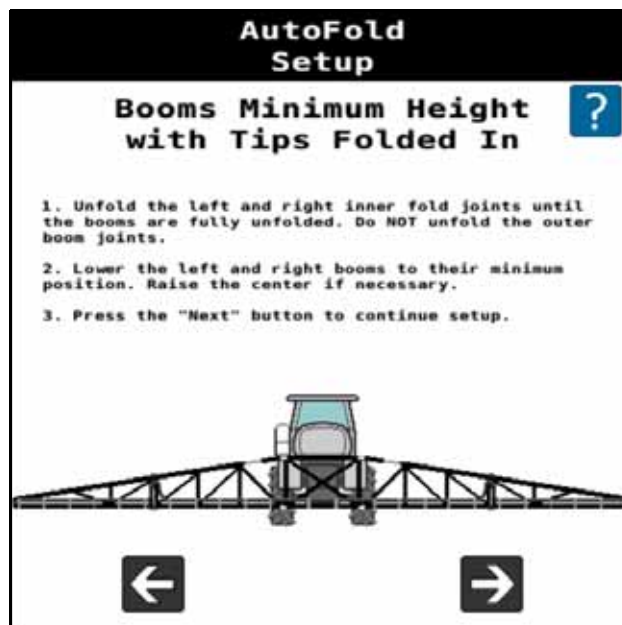 AutoFold
Setup
Booms Minimum Height
with Tips Folded In
?
1. Unfold the left and right inner fold joints until
the booms are fully unfolded. Do NOT unfold the outer
boom joints.
2. Lower the left and right booms to their minimum
position. Raise the center if necessary.
3. Press the "Next" button to continue setup.